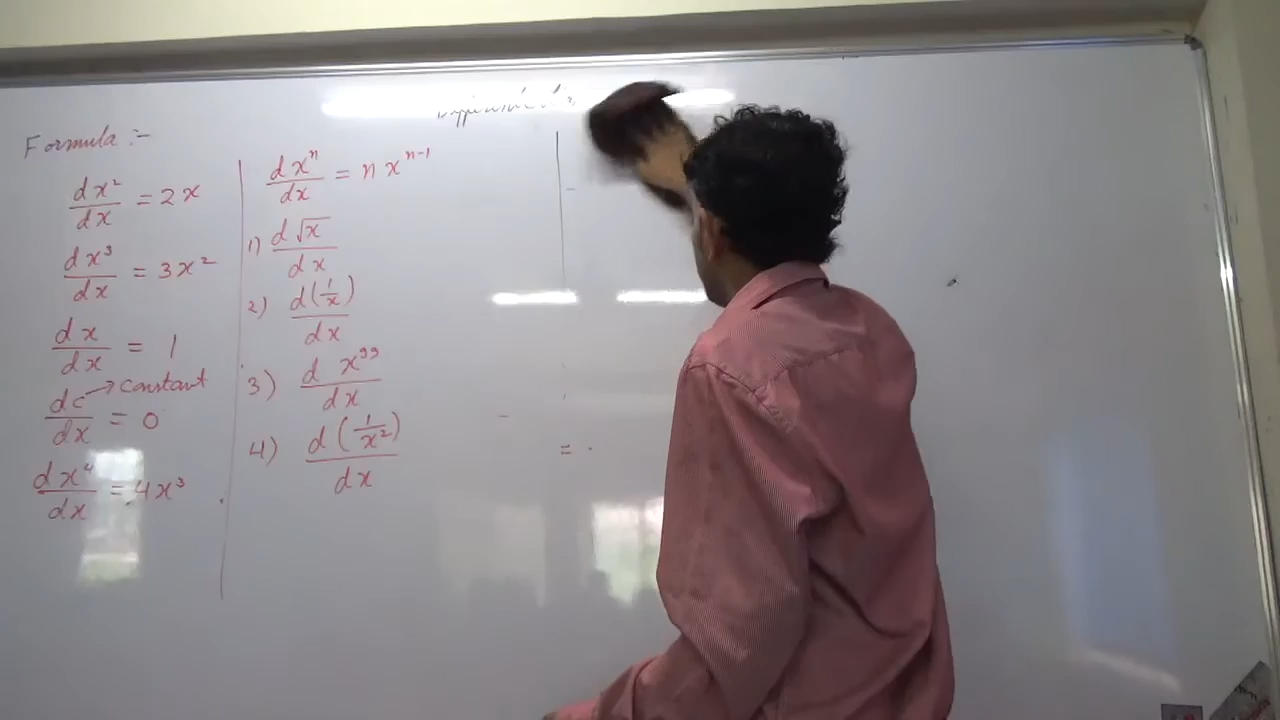 Formula :-
dx²/dx = 2x
dx³/dx = 3x²
dx/dx = 1
dc/dx = 0 → constant
dx⁴/dx = 4x³
dxⁿ/dx = n xⁿ⁻¹
1) d√x/dx
2) d(1/x)/dx
3) d x⁹⁹/dx
4) d(1/x²)/dx
=